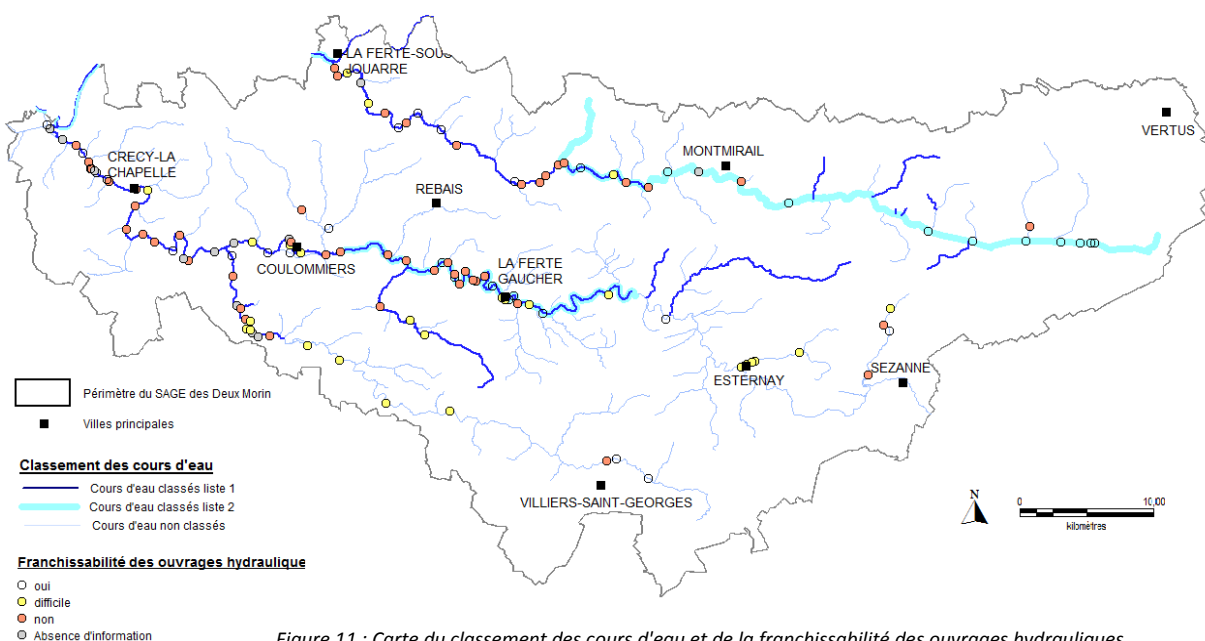 LA FERTE-SOUS
JOUARRE
VERTUS
CRECY-LA
CHAPELLE
MONTMIRAIL
REBAIS
COULOMMIERS
LA FERTE
GAUCHER
ESTERNAY
SEZANNE
VILLIERS-SAINT-GEORGES
Périmètre du SAGE des Deux Morin
Villes principales
Classement des cours d'eau
Cours d'eau classés liste 1
Cours d'eau classés liste 2
Cours d'eau non classés
N
0 10,00
kilomètres
Franchissabilité des ouvrages hydraulique
oui
difficile
non
Absence d'information
Figure 11 : Carte du classement des cours d'eau et de la franchissabilité des ouvrages hydrauliques